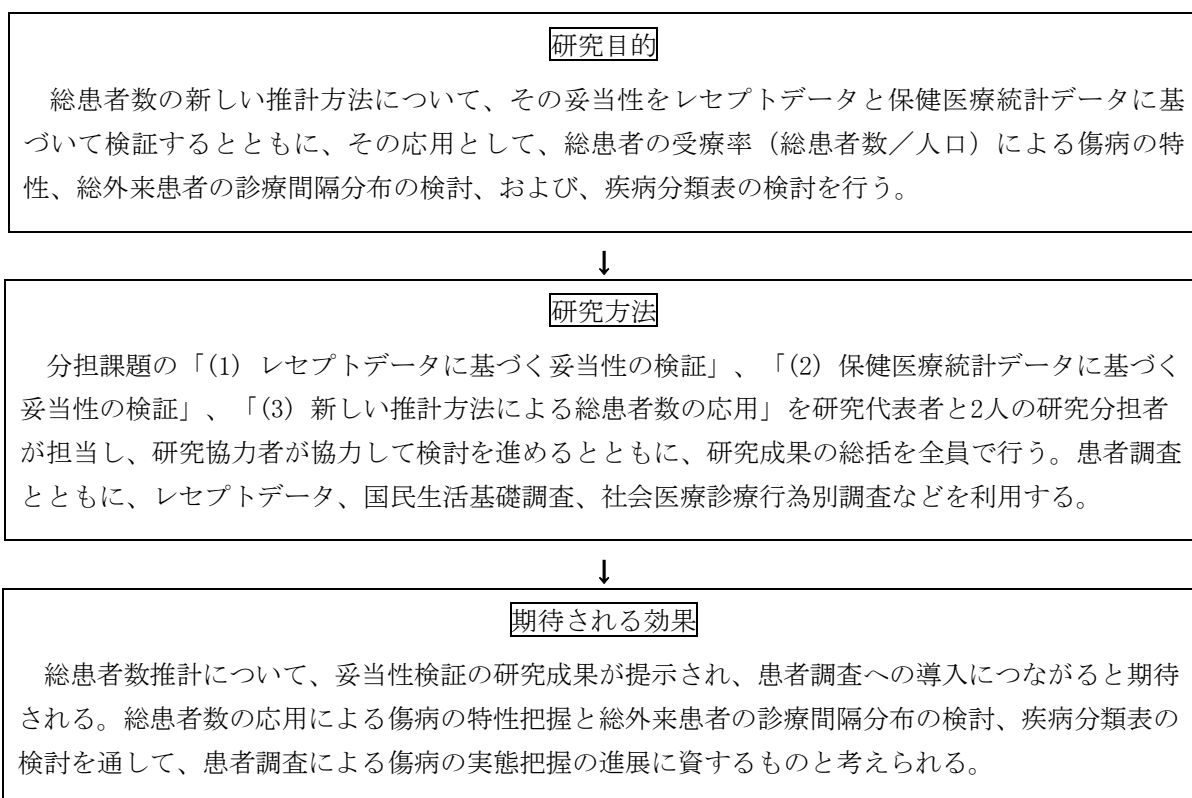 研究目的
総患者数の新しい推計方法について、その妥当性をレセプトデータと保健医療統計データに基
づいて検証するとともに、その応用として、総患者の受療率（総患者数／人口）による傷病の特
性、総外来患者の診療間隔分布の検討、および、疾病分類表の検討を行う。
↓
研究方法
分担課題の「(1) レセプトデータに基づく妥当性の検証」、「(2) 保健医療統計データに基づく
妥当性の検証」、「(3) 新しい推計方法による総患者数の応用」を研究代表者と2人の研究分担者
が担当し、研究協力者が協力して検討を進めるとともに、研究成果の総括を全員で行う。患者調査
とともに、レセプトデータ、国民生活基礎調査、社会医療診療行為別調査などを利用する。
↓
期待される効果
総患者数推計について、妥当性検証の研究成果が提示され、患者調査への導入につながると期待
される。総患者数の応用による傷病の特性把握と総外来患者の診療間隔分布の検討、疾病分類表の
検討を通して、患者調査による傷病の実態把握の進展に資するものと考えられる。